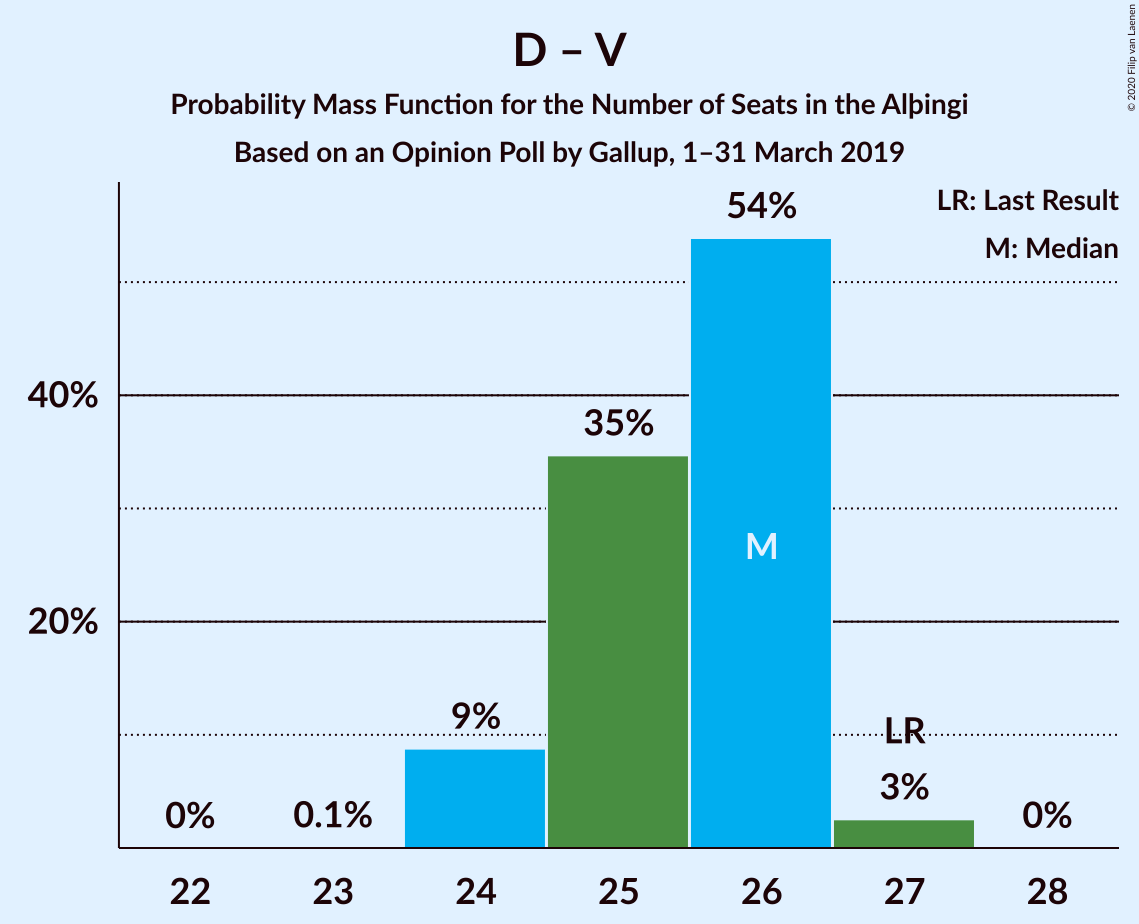 D – V
Probability Mass Function for the Number of Seats in the Alþingi
Based on an Opinion Poll by Gallup, 1–31 March 2019
© 2020 Filip van Laenen
LR: Last Result
M: Median
54%
40%
35%
M
20%
9%
LR
3%
0%
0.1%
0%
22 23 24 25 26 27 28